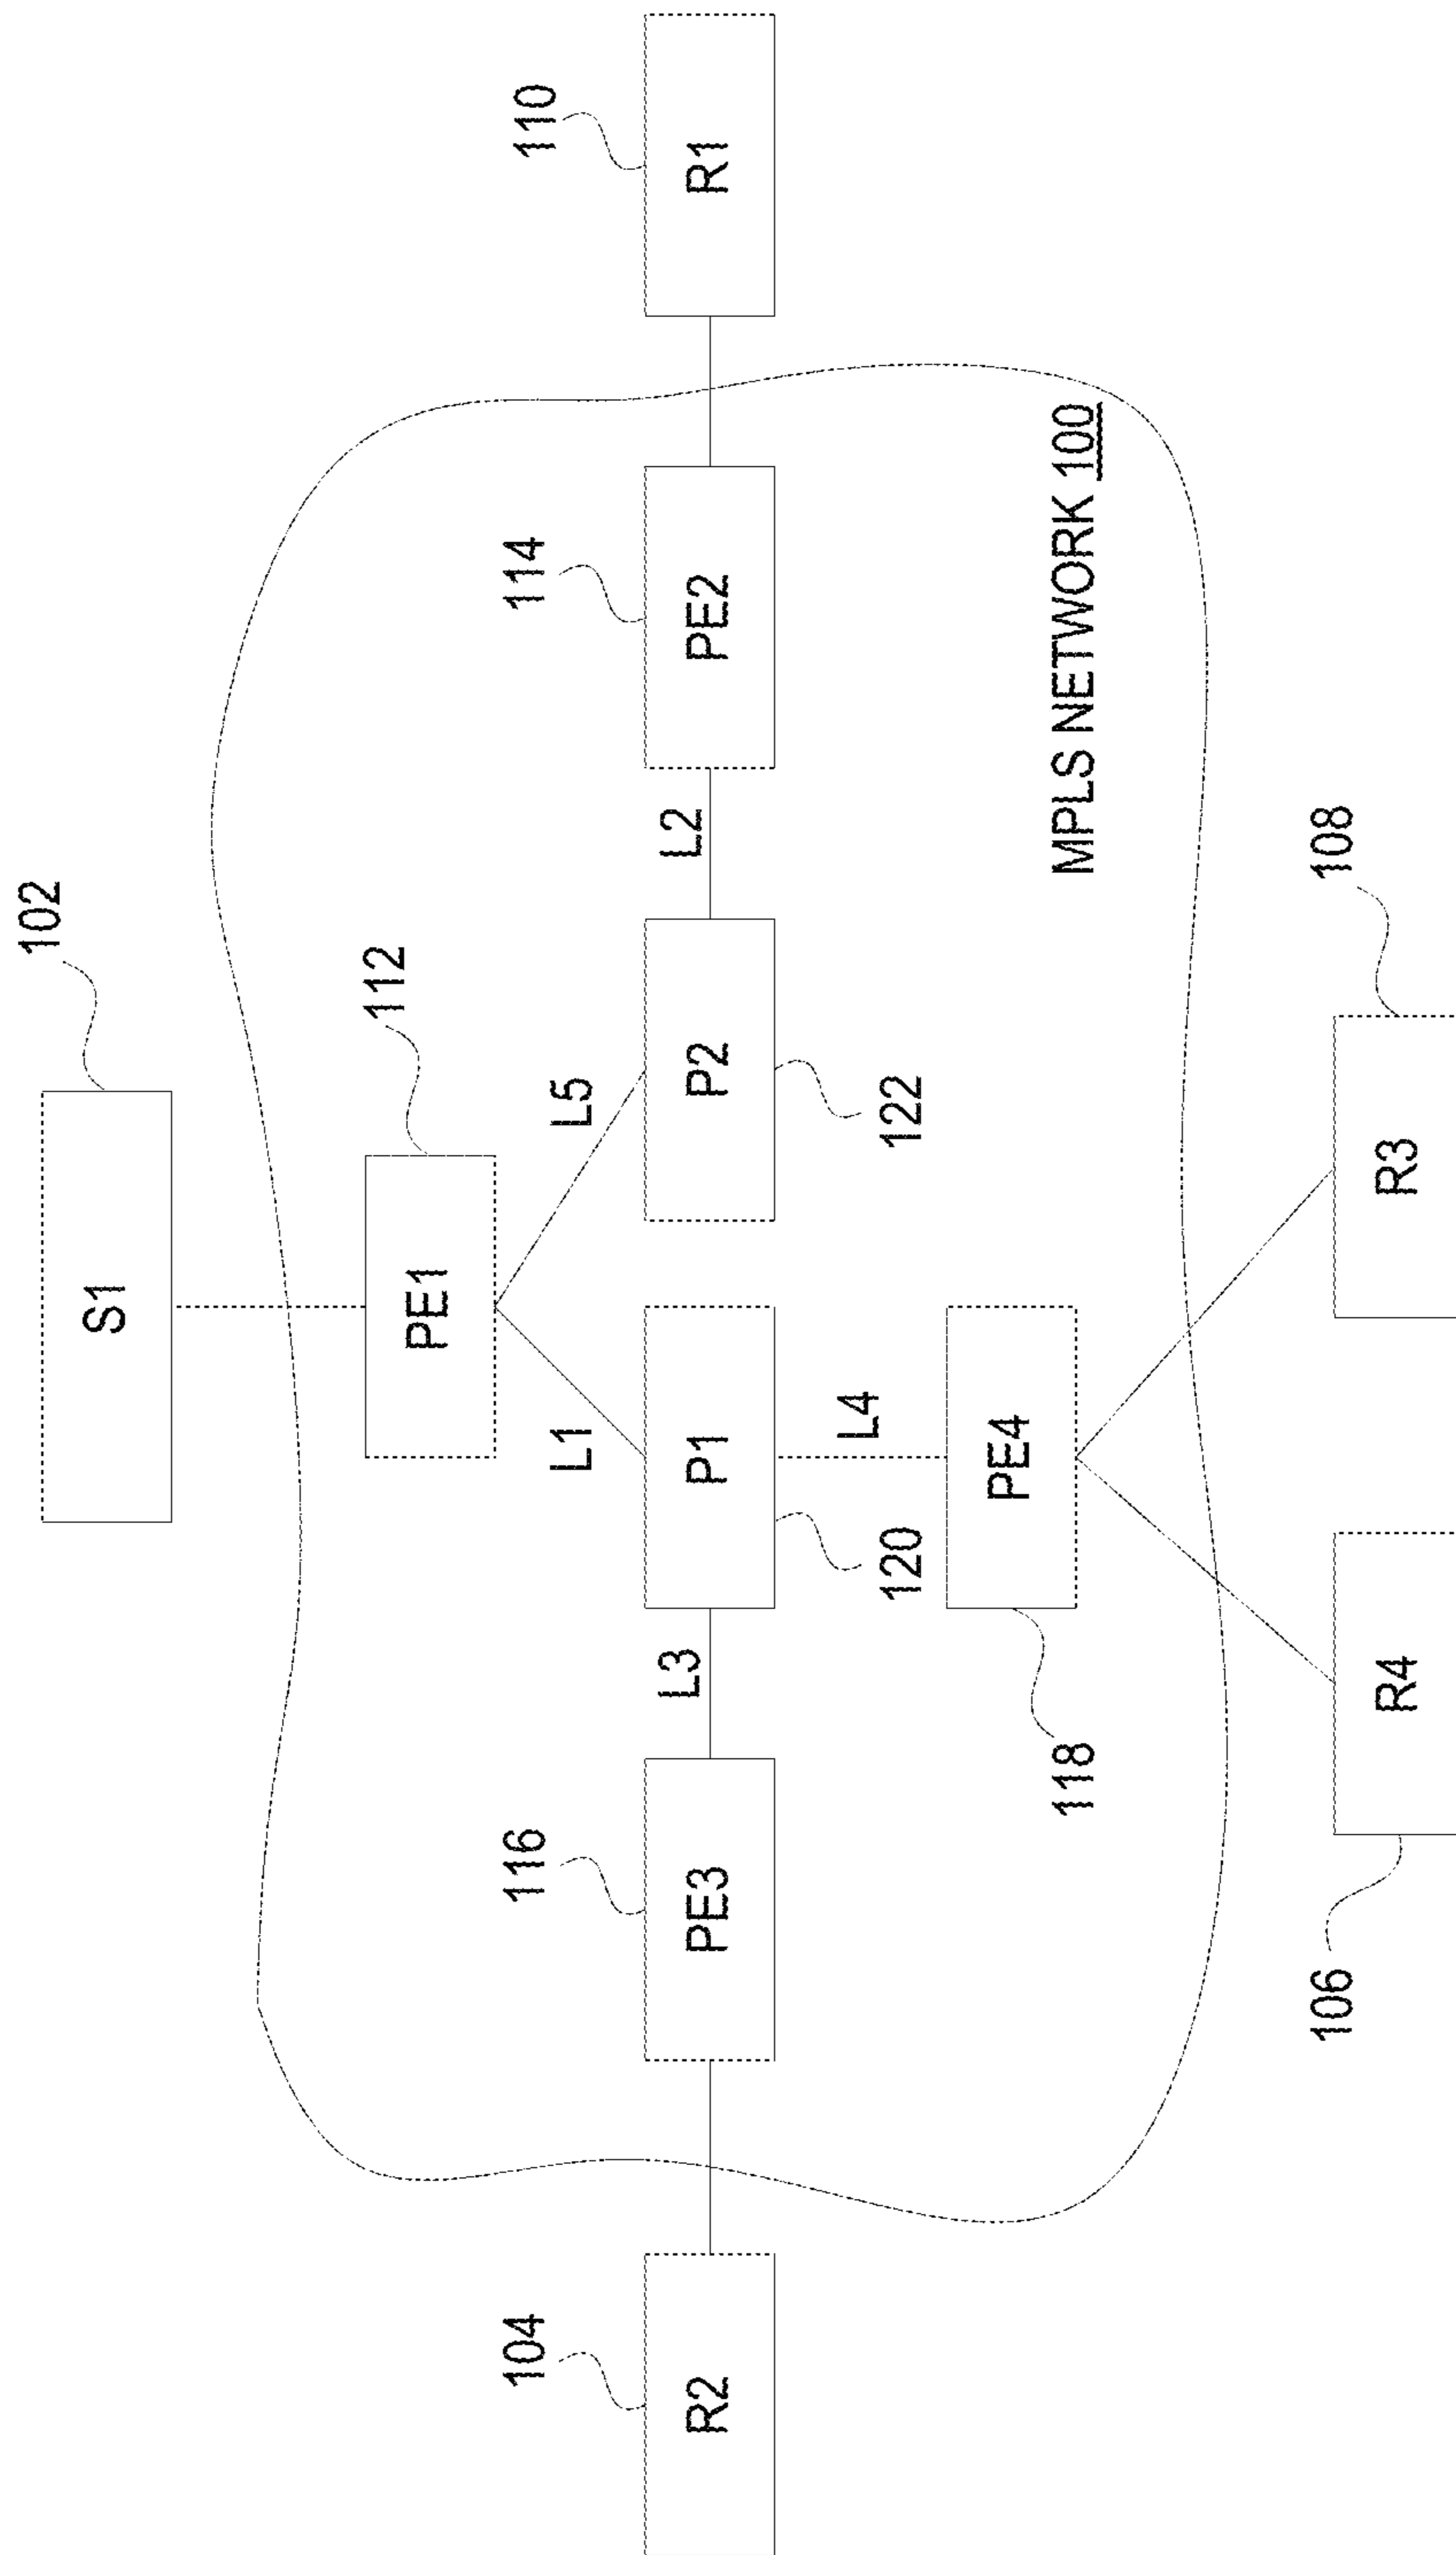 102
S1
112
PE1
L1
L5
104
116
114
110
R2
PE3
L3
P1
P2
L2
PE2
R1
120
122
L4
PE4
118
MPLS NETWORK 100
106
R4
R3
108